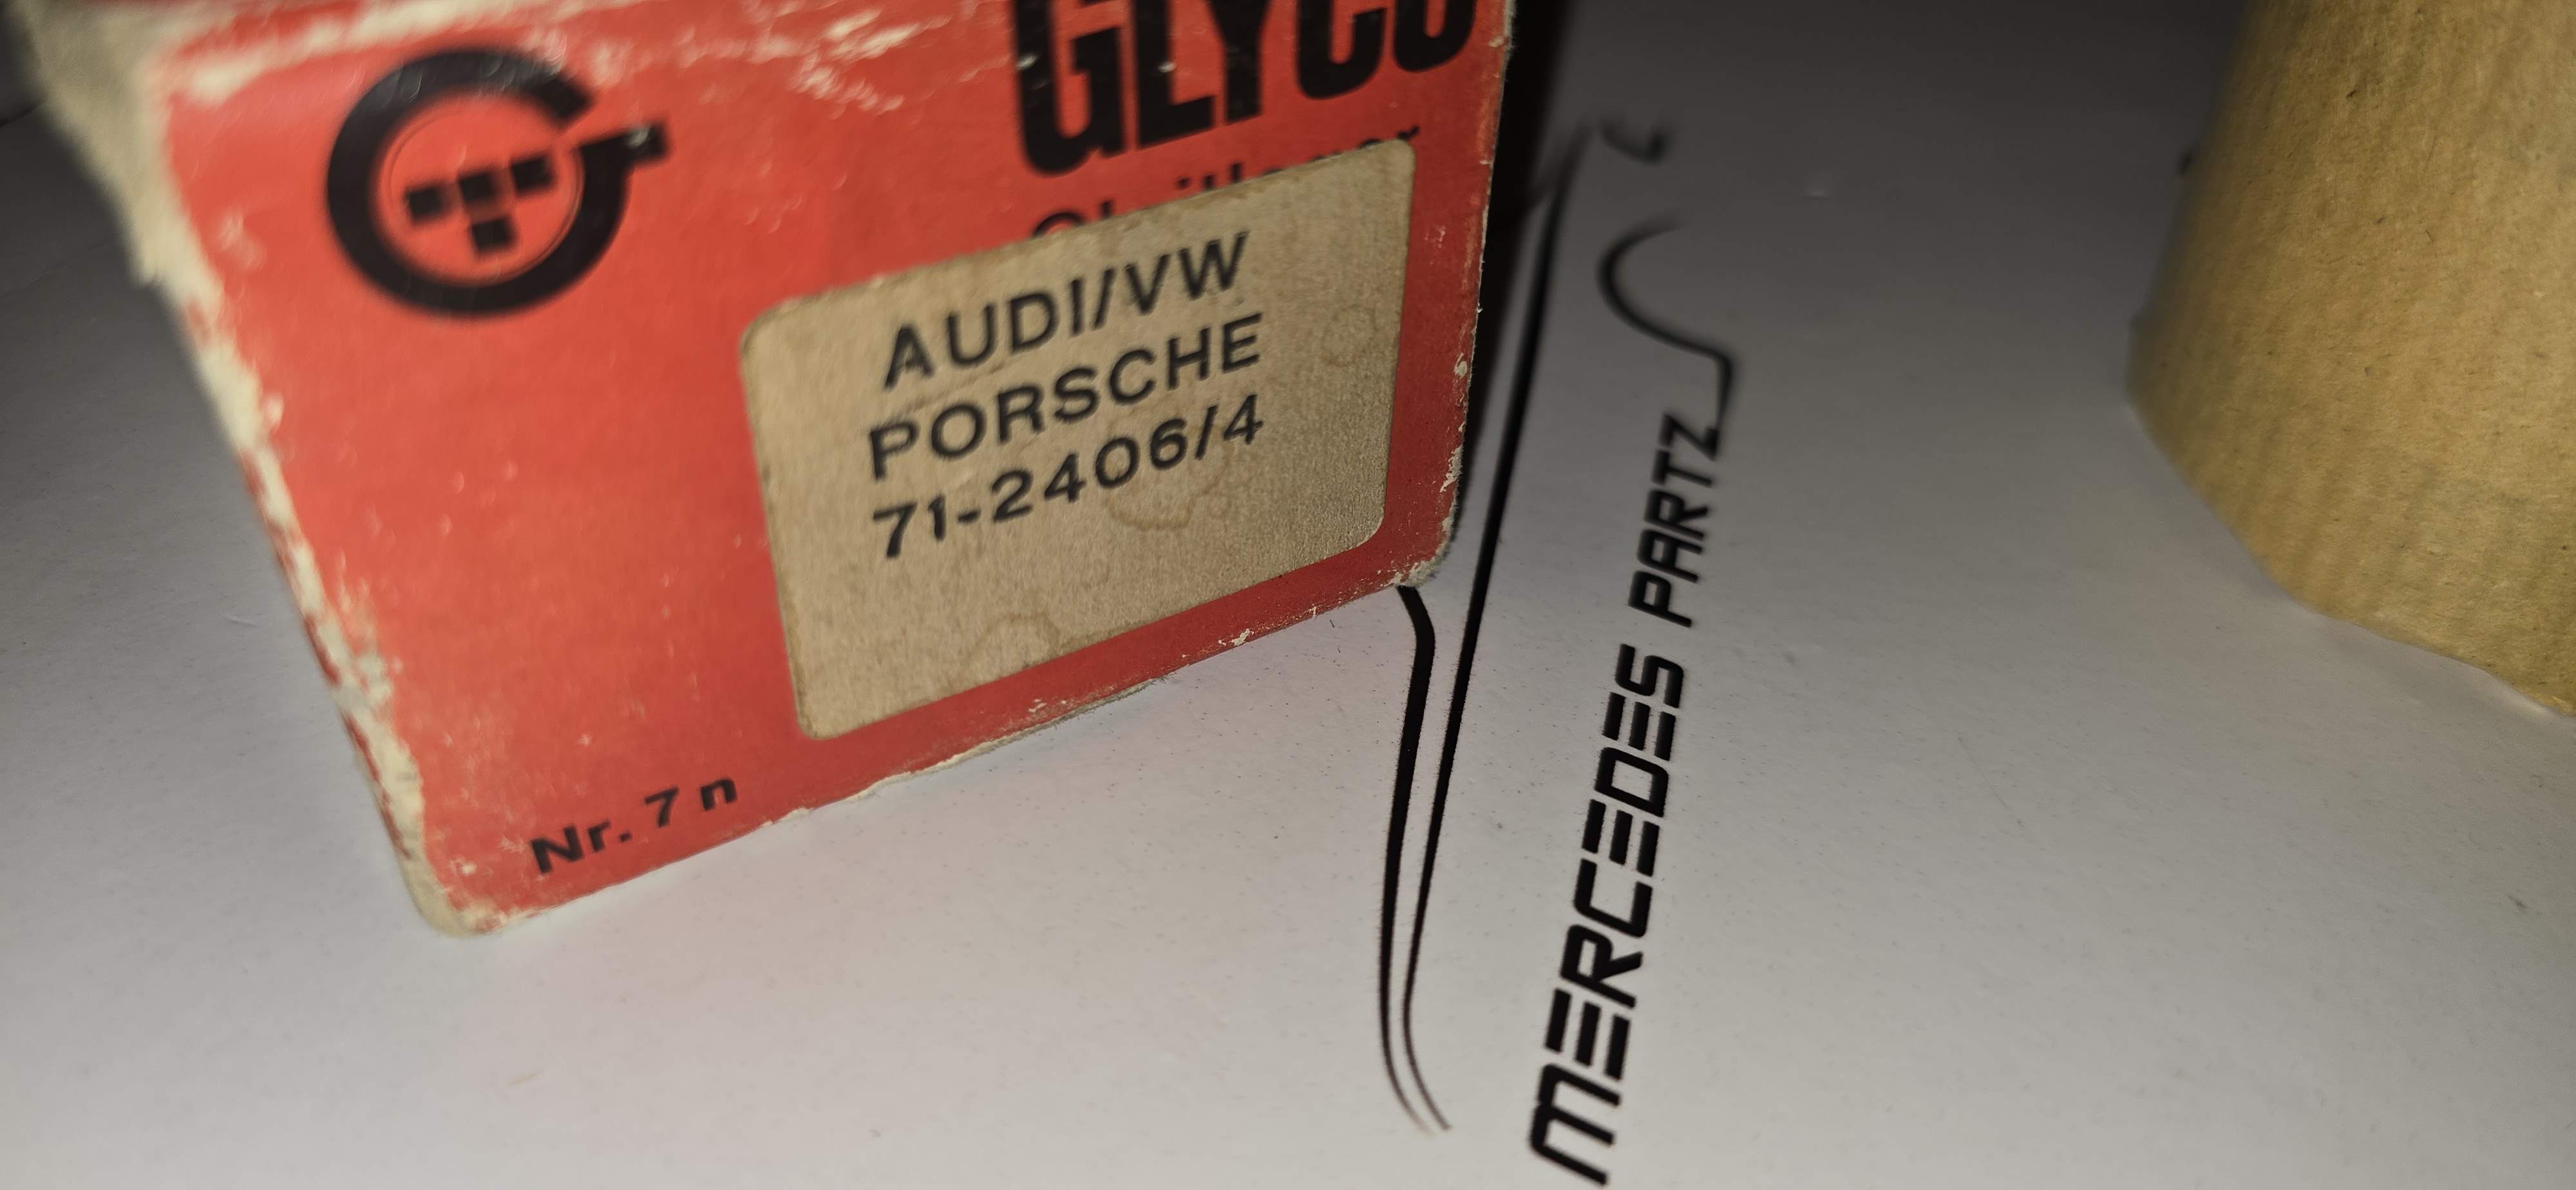 GLYCO
AUDI/VW
PORSCHE
71-2406/4
Nr. 7 n
MERCEDES PARTZ